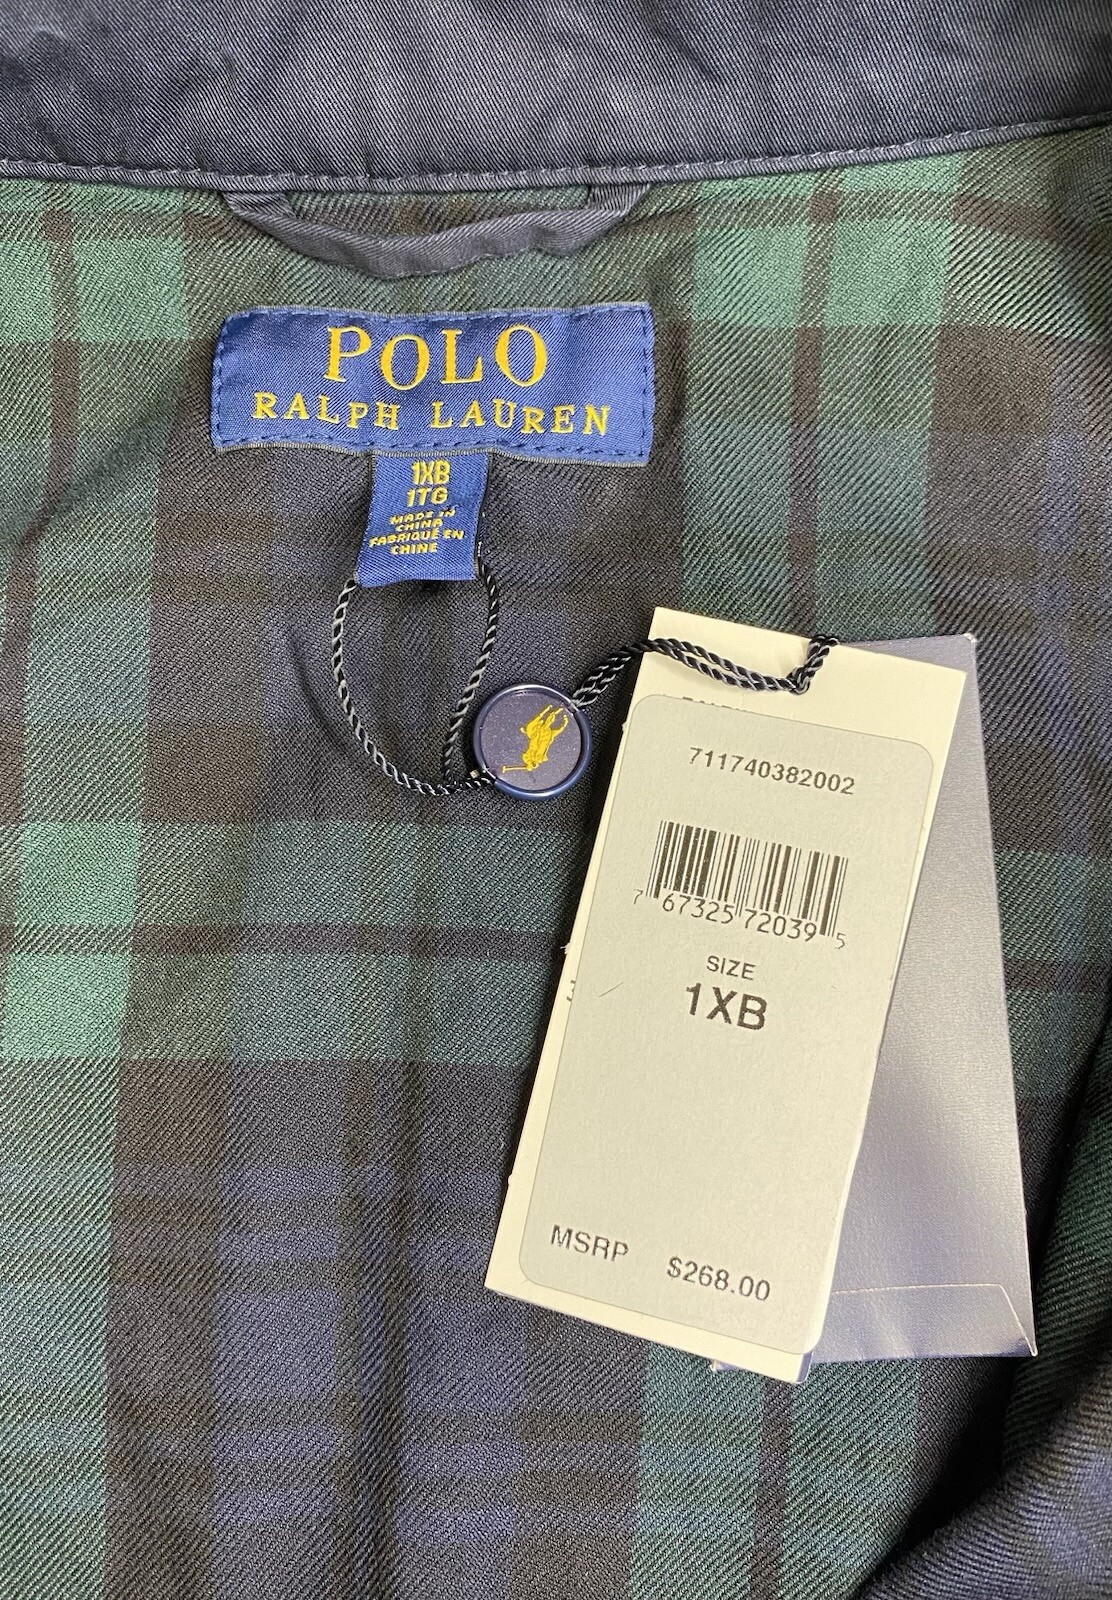 POLO
RALPH LAUREN
1XB
1TG
MADE IN
CHINA
FABRIQUÉ EN
CHINE
711740382002
7 67325 72039 5
SIZE
1XB
MSRP $268.00